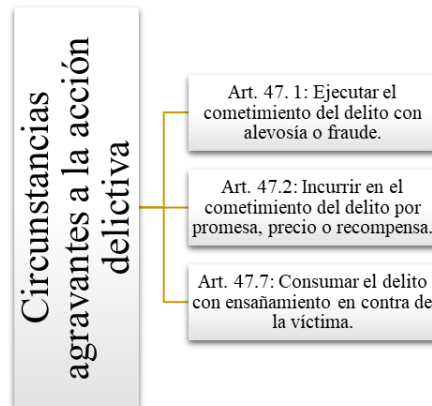 Circunstancias
agravantes a la acción
delictiva
Art. 47. 1: Ejecutar el
cometimiento del delito con
alevosía o fraude.
Art. 47.2: Incurrir en el
cometimiento del delito por
promesa, precio o recompensa.
Art. 47.7: Consumar el delito
con ensañamiento en contra de
la víctima.